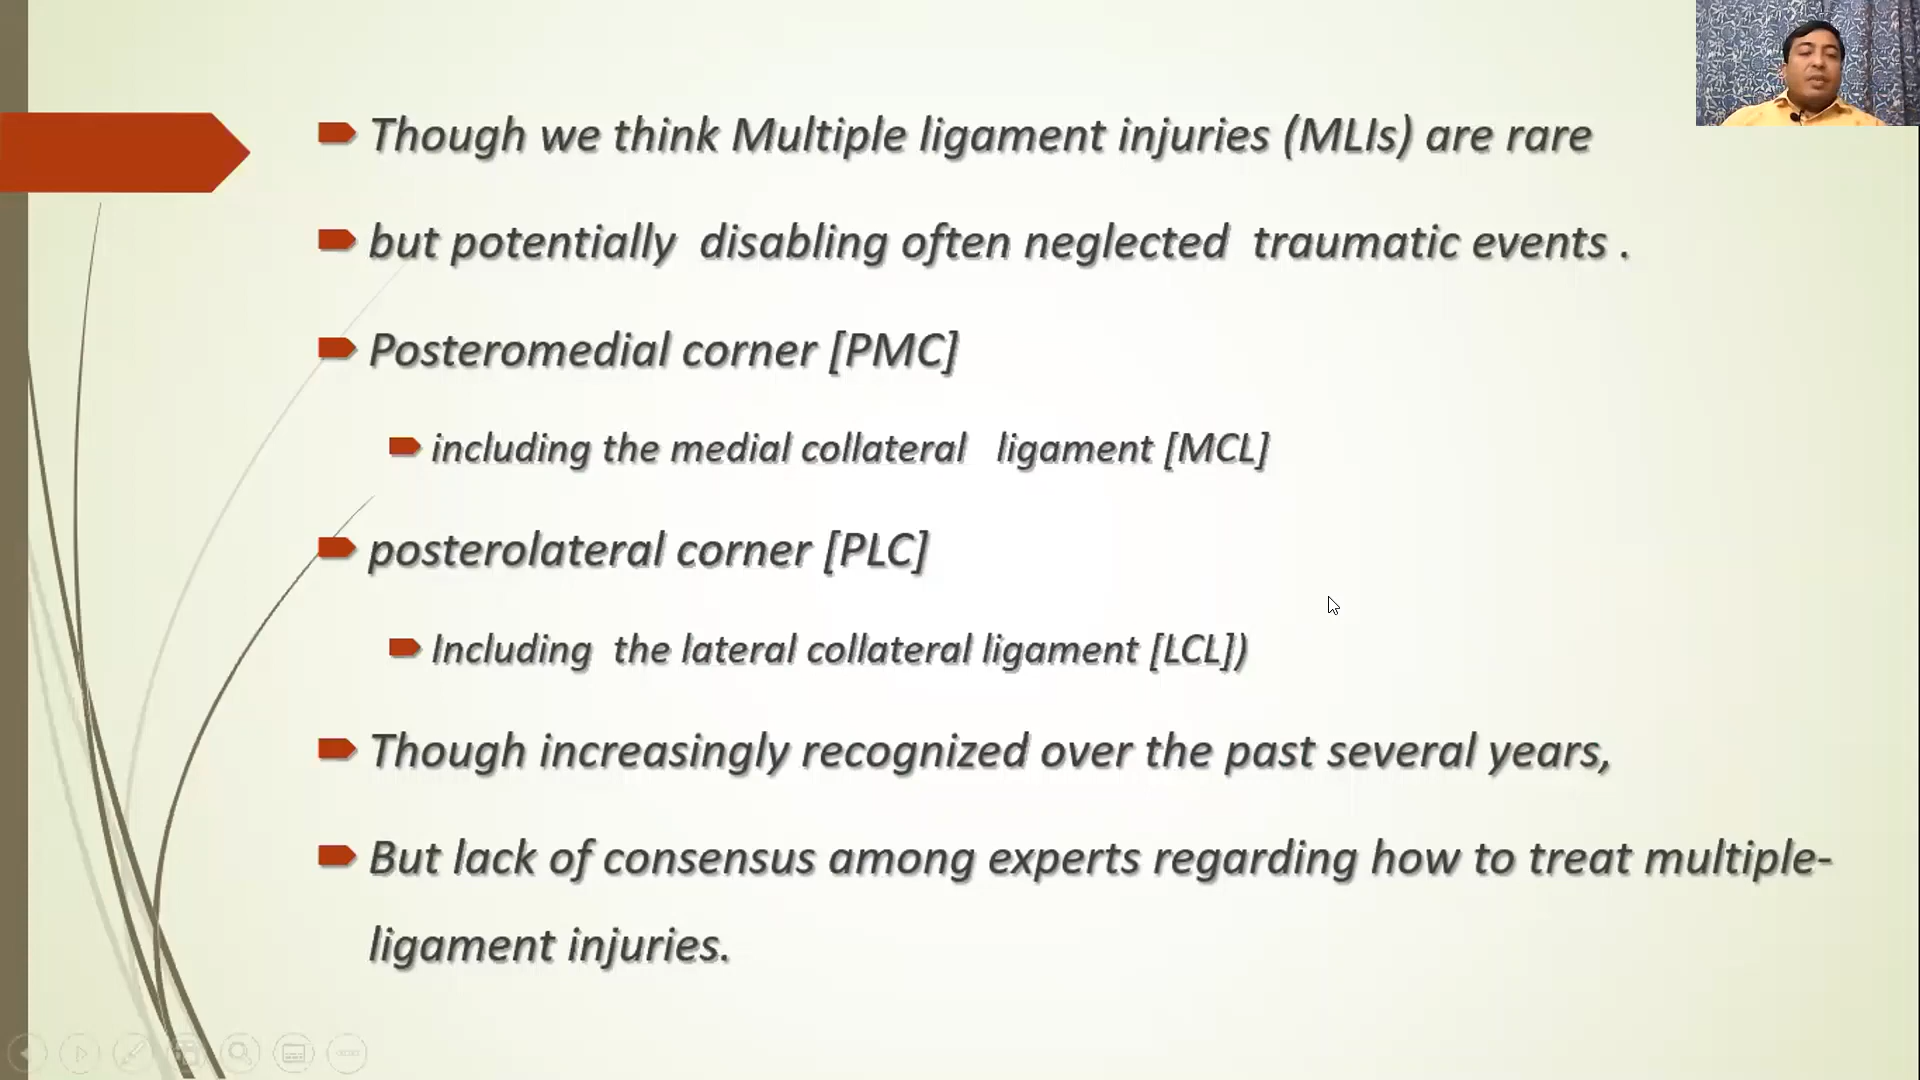 Though we think Multiple ligament injuries (MLIs) are rare
but potentially disabling often neglected traumatic events .
Posteromedial corner [PMC]
including the medial collateral ligament [MCL]
posterolateral corner [PLC]
Including the lateral collateral ligament [LCL])
Though increasingly recognized over the past several years,
But lack of consensus among experts regarding how to treat multiple-
ligament injuries.